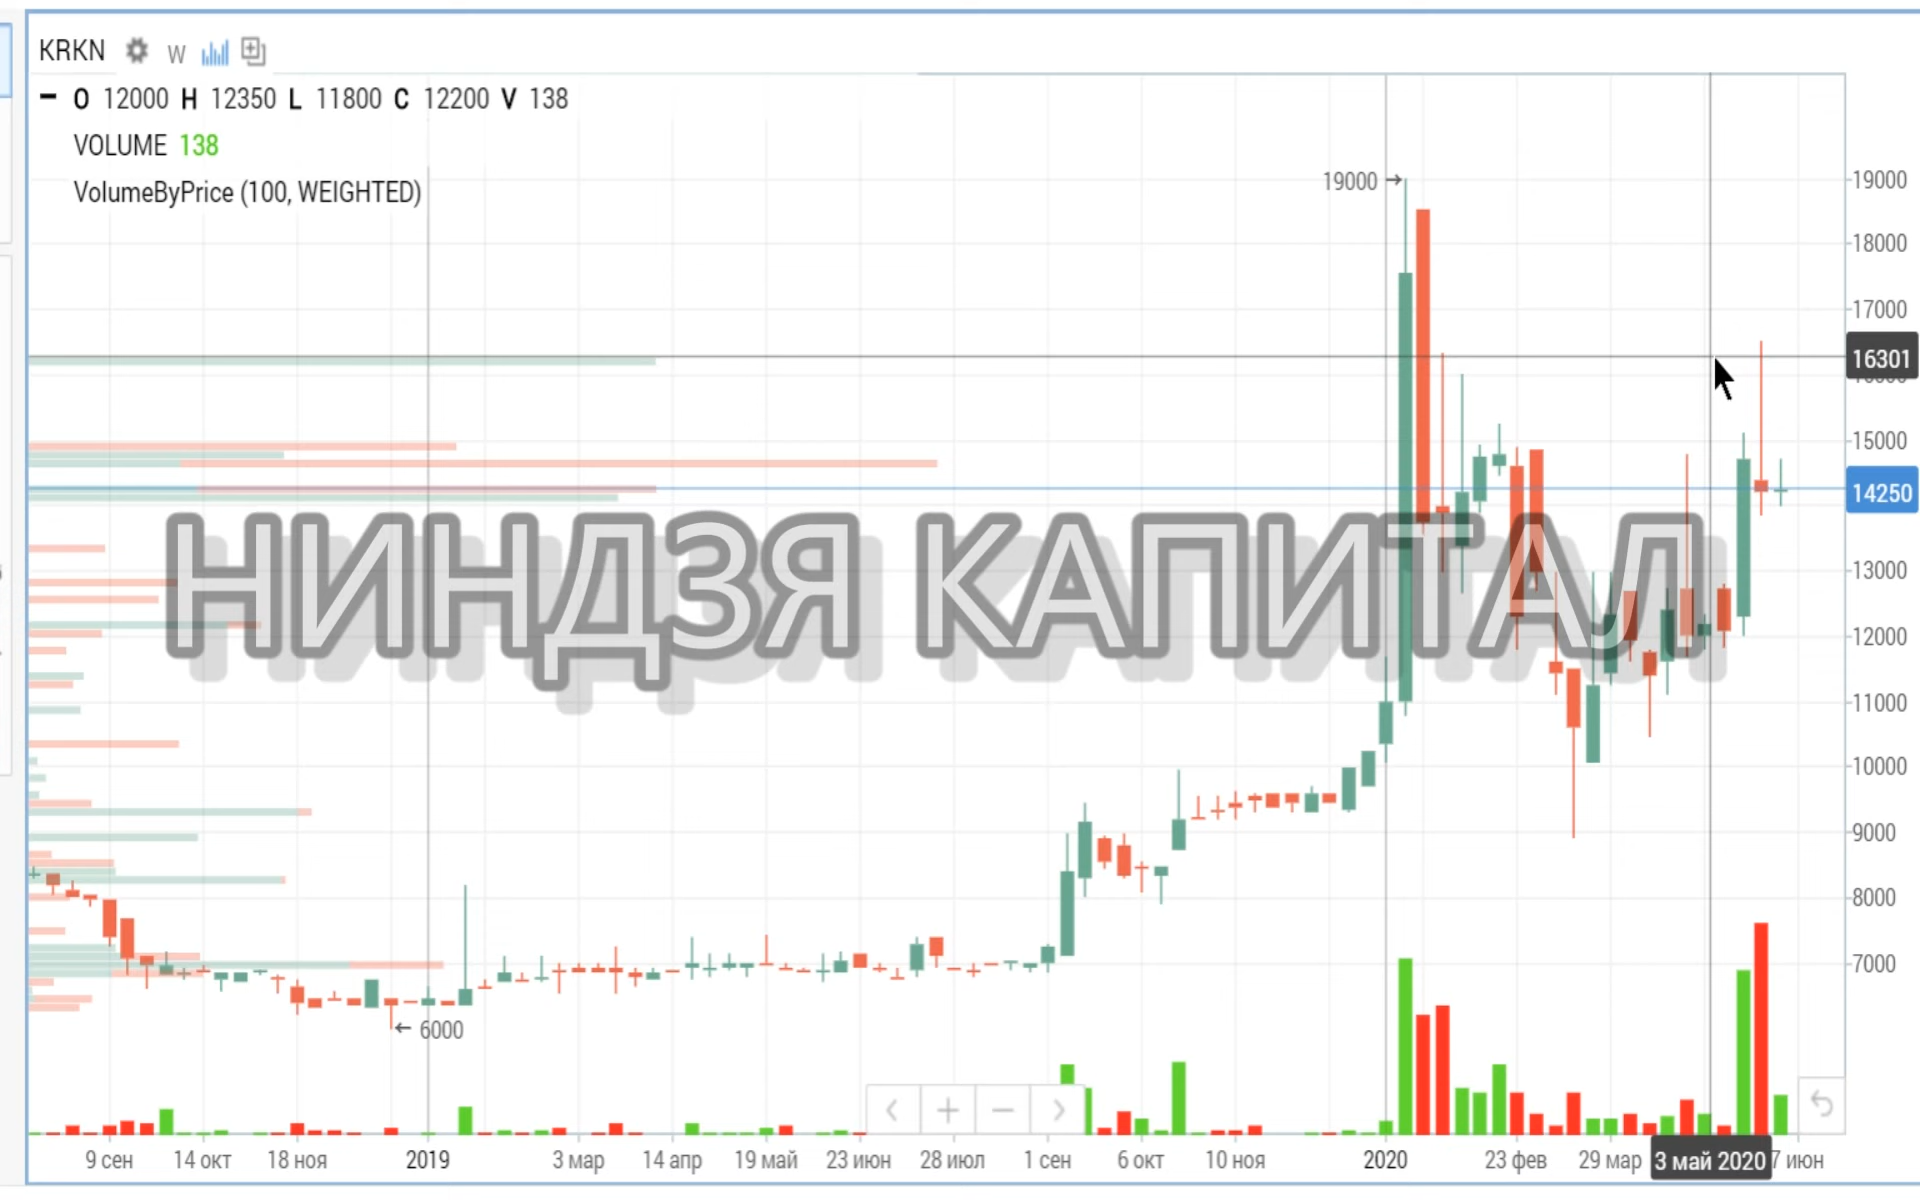 KRKN W
O 12000 H 12350 L 11800 C 12200 V 138
VOLUME 138
VolumeByPrice (100, WEIGHTED)
19000
19000
18000
17000
16301
15000
14250
НИНДЗЯ КАПИТАЛ
13000
12000
11000
10000
9000
8000
7000
6000
9 сен 14 окт 18 ноя 2019 3 мар 14 апр 19 май 23 июн 28 июл 1 сен 6 окт 10 ноя 2020 23 фев 29 мар 3 май 2020 7 июн